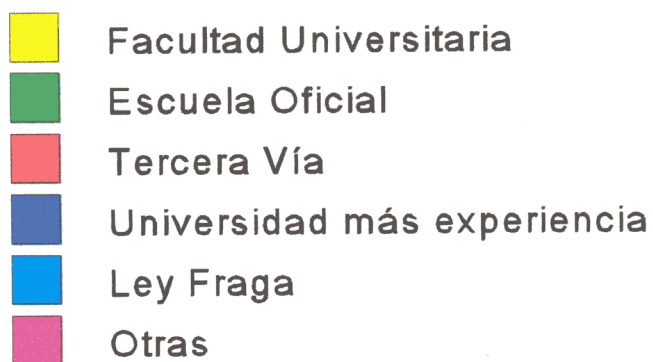 Facultad Universitaria
Escuela Oficial
Tercera Vía
Universidad más experiencia
Ley Fraga
Otras